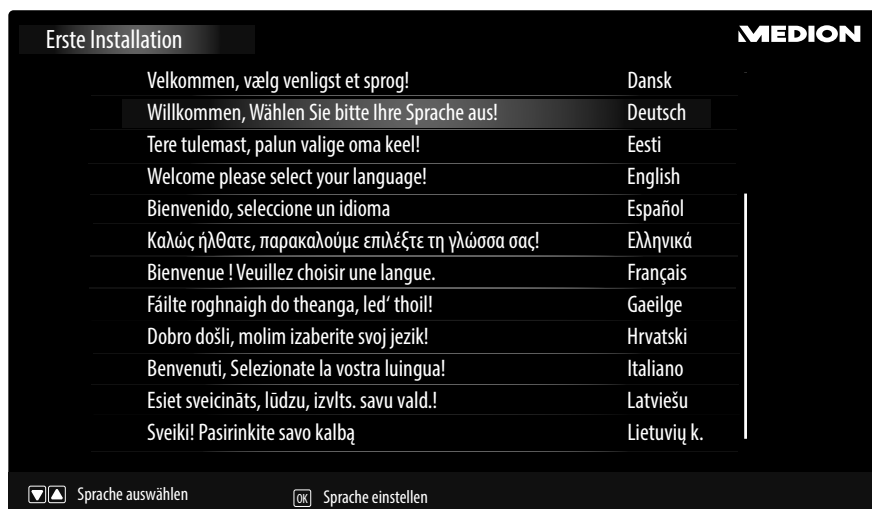 Erste Installation
MEDION
Velkommen, vælg venligst et sprog! Dansk
Willkommen, Wählen Sie bitte Ihre Sprache aus! Deutsch
Tere tulemast, palun valige oma keel! Eesti
Welcome please select your language! English
Bienvenido, seleccione un idioma Español
Καλώς ήλθατε, παρακαλούμε επιλέξτε τη γλώσσα σας! Ελληνικά
Bienvenue ! Veuillez choisir une langue. Français
Fáilte roghnaigh do theanga, led‘ thoil! Gaeilge
Dobro došli, molim izaberite svoj jezik! Hrvatski
Benvenuti, Selezionate la vostra luingua! Italiano
Esiet sveicināts, lūdzu, izvlts. savu vald.! Latviešu
Sveiki! Pasirinkite savo kalbą Lietuvių k.
Sprache auswählen OK Sprache einstellen